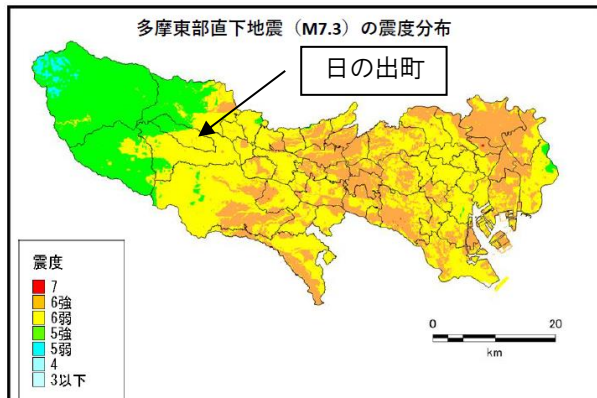 多摩東部直下地震（M7.3）の震度分布
日の出町
震度
7
6強
6弱
5強
5弱
4
3以下
0 20
km